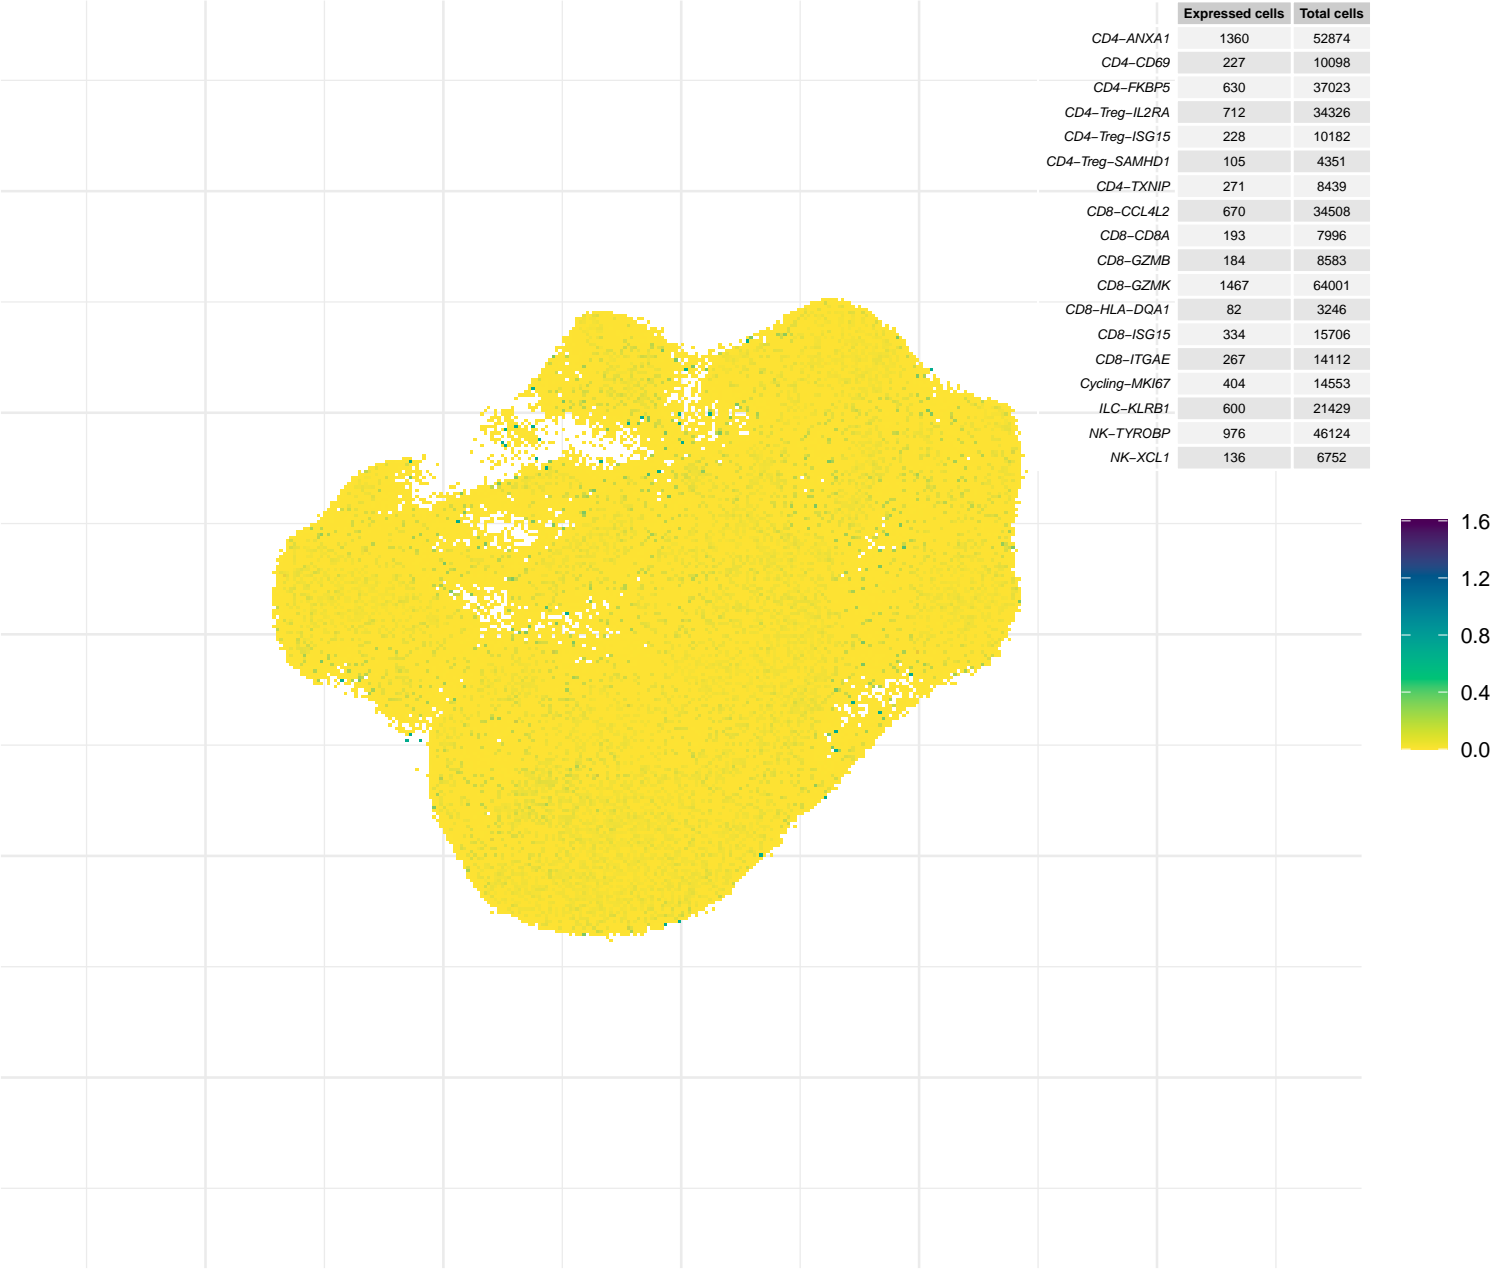 Expressed cells Total cells
CD4−ANXA1 1360 52874
CD4−CD69 227 10098
CD4−FKBP5 630 37023
CD4−Treg−IL2RA 712 34326
CD4−Treg−ISG15 228 10182
CD4−Treg−SAMHD1 105 4351
CD4−TXNIP 271 8439
CD8−CCL4L2 670 34508
CD8−CD8A 193 7996
CD8−GZMB 184 8583
CD8−GZMK 1467 64001
CD8−HLA−DQA1 82 3246
CD8−ISG15 334 15706
CD8−ITGAE 267 14112
Cycling−MKI67 404 14553
ILC−KLRB1 600 21429
NK−TYROBP 976 46124
NK−XCL1 136 6752
1.6
1.2
0.8
0.4
0.0